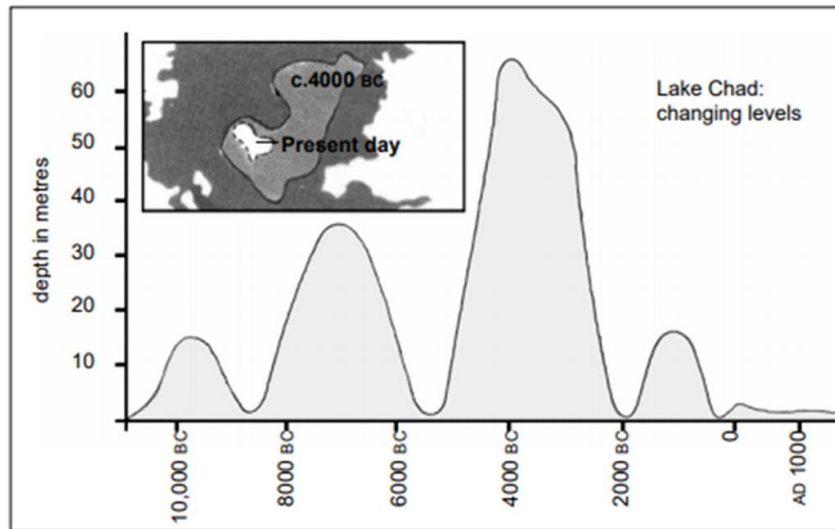 c.4000 BC
Present day
Lake Chad:
changing levels
depth in metres
60
50
40
30
20
10
10,000 BC
8000 BC
6000 BC
4000 BC
2000 BC
0
AD 1000